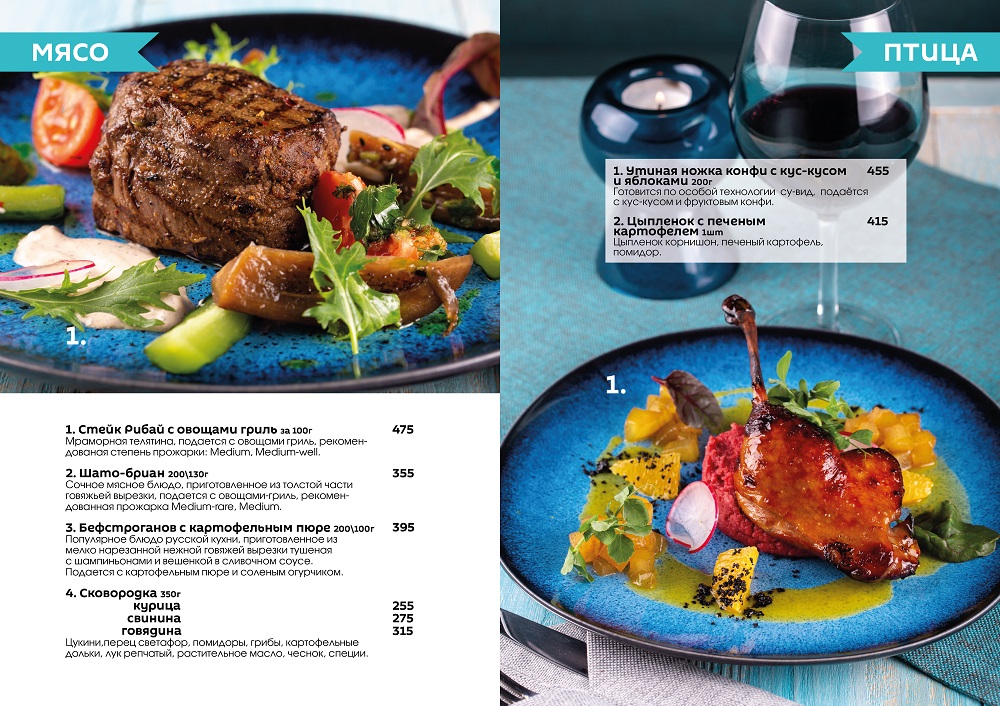 МЯСО
1.
1. Стейк Рибай с овощами гриль за 100г 475
Мраморная телятина, подается с овощами гриль, рекомен-
дованая степень прожарки: Medium, Medium-well.
2. Шато-бриан 200\130г 355
Сочное мясное блюдо, приготовленное из толстой части
говяжьей вырезки, подается с овощами-гриль, рекомен-
дованная прожарка Medium-rare, Medium.
3. Бефстроганов с картофельным пюре 200\100г 395
Популярное блюдо русской кухни, приготовленное из
мелко нарезанной нежной говяжей вырезки тушеная
с шампиньонами и вешенкой в сливочном соусе.
Подается с картофельным пюре и соленым огурчиком.
4. Сковородка 350г
курица 255
свинина 275
говядина 315
Цукини,перец светафор, помидоры, грибы, картофельные
дольки, лук репчатый, растительное масло, чеснок, специи.
ПТИЦА
1. Утиная ножка конфи с кус-кусом 455
и яблоками 200г
Готовится по особой технологии су-вид, подаётся
с кус-кусом и фруктовым конфи.
2. Цыпленок с печеным 415
картофелем 1шт
Цыпленок корнишон, печеный картофель,
помидор.
1.